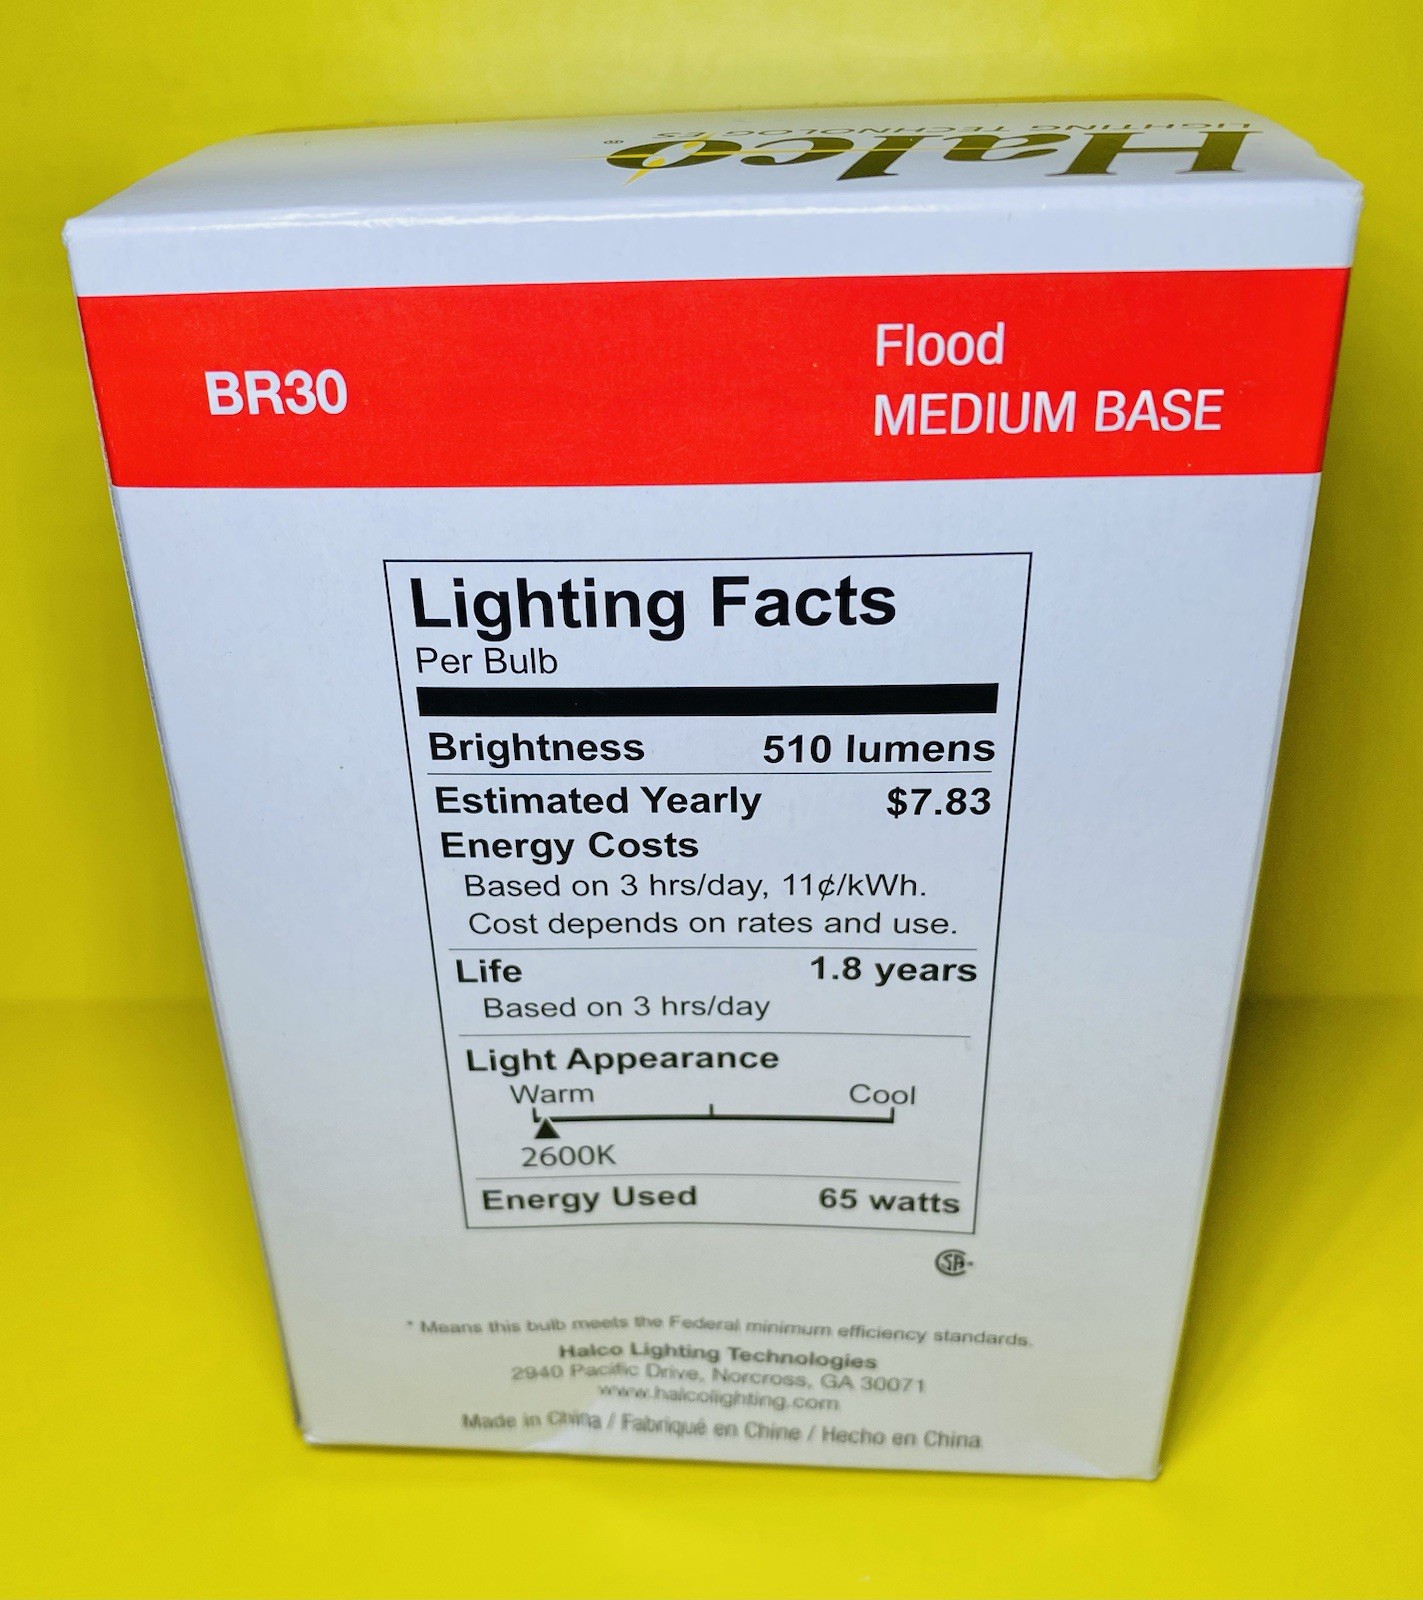 Halco®
LIGHTING TECHNOLOGIES
BR30
Flood
MEDIUM BASE
Lighting Facts
Per Bulb
Brightness 510 lumens
Estimated Yearly $7.83
Energy Costs
Based on 3 hrs/day, 11¢/kWh.
Cost depends on rates and use.
Life 1.8 years
Based on 3 hrs/day
Light Appearance
Warm Cool
2600K
Energy Used 65 watts
* Means this bulb meets the Federal minimum efficiency standards.
Halco Lighting Technologies
2940 Pacific Drive, Norcross, GA 30071
www.halcolighting.com
Made in China / Fabriqué en Chine / Hecho en China